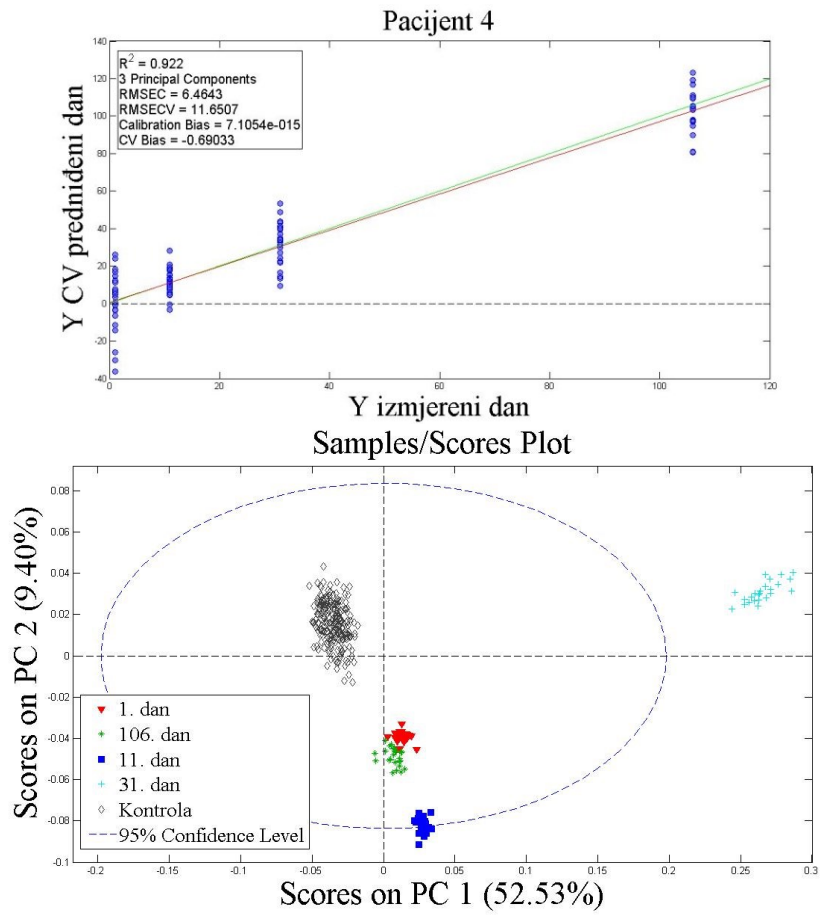 Pacijent 4
R² = 0.922
3 Principal Components
RMSEC = 6.4643
RMSECV = 11.6507
Calibration Bias = 7.1054e-015
CV Bias = -0.69033
Y CV prednideni dan
140
120
100
80
60
40
20
0
-20
-40
0 20 40 60 80 100 120
Y izmjereni dan
Samples/Scores Plot
Scores on PC 2 (9.40%)
0.08
0.06
0.04
0.02
0
-0.02
-0.04
-0.06
-0.08
-0.1
1. dan
106. dan
11. dan
31. dan
Kontrola
95% Confidence Level
-0.2 -0.15 -0.1 -0.05 0 0.05 0.1 0.15 0.2 0.25 0.3
Scores on PC 1 (52.53%)